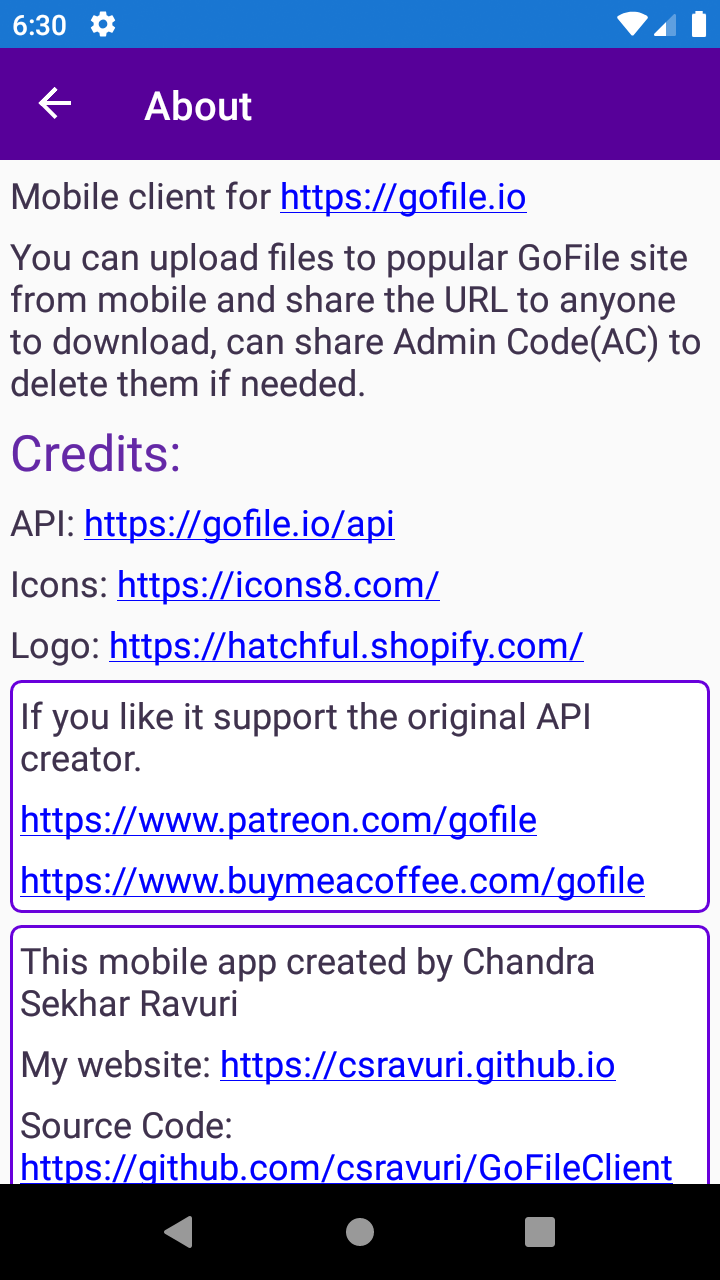 6:30
About
Mobile client for https://gofile.io
You can upload files to popular GoFile site
from mobile and share the URL to anyone
to download, can share Admin Code(AC) to
delete them if needed.
Credits:
API: https://gofile.io/api
Icons: https://icons8.com/
Logo: https://hatchful.shopify.com/
If you like it support the original API
creator.
https://www.patreon.com/gofile
https://www.buymeacoffee.com/gofile
This mobile app created by Chandra
Sekhar Ravuri
My website: https://csravuri.github.io
Source Code:
https://github.com/csravuri/GoFileClient